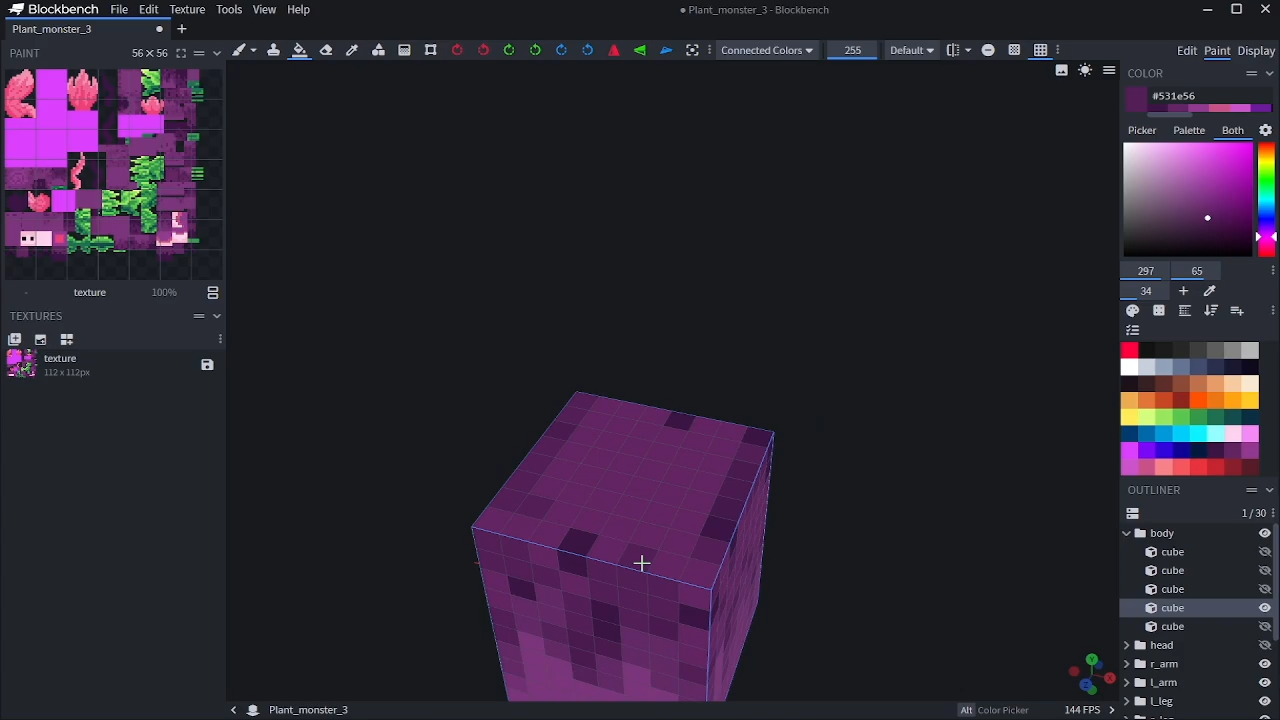 Blockbench File Edit Texture Tools View Help
Plant_monster_3 - Blockbench
Plant_monster_3
PAINT 56 × 56
Connected Colors 255 Default
Edit Paint Display
COLOR
#531e56
Picker Palette Both
297 65
34
texture 100%
TEXTURES
texture
112 x 112px
OUTLINER
1 / 30
body
cube
cube
cube
cube
cube
head
r_arm
l_arm
l_leg
Plant_monster_3
Alt Color Picker 144 FPS